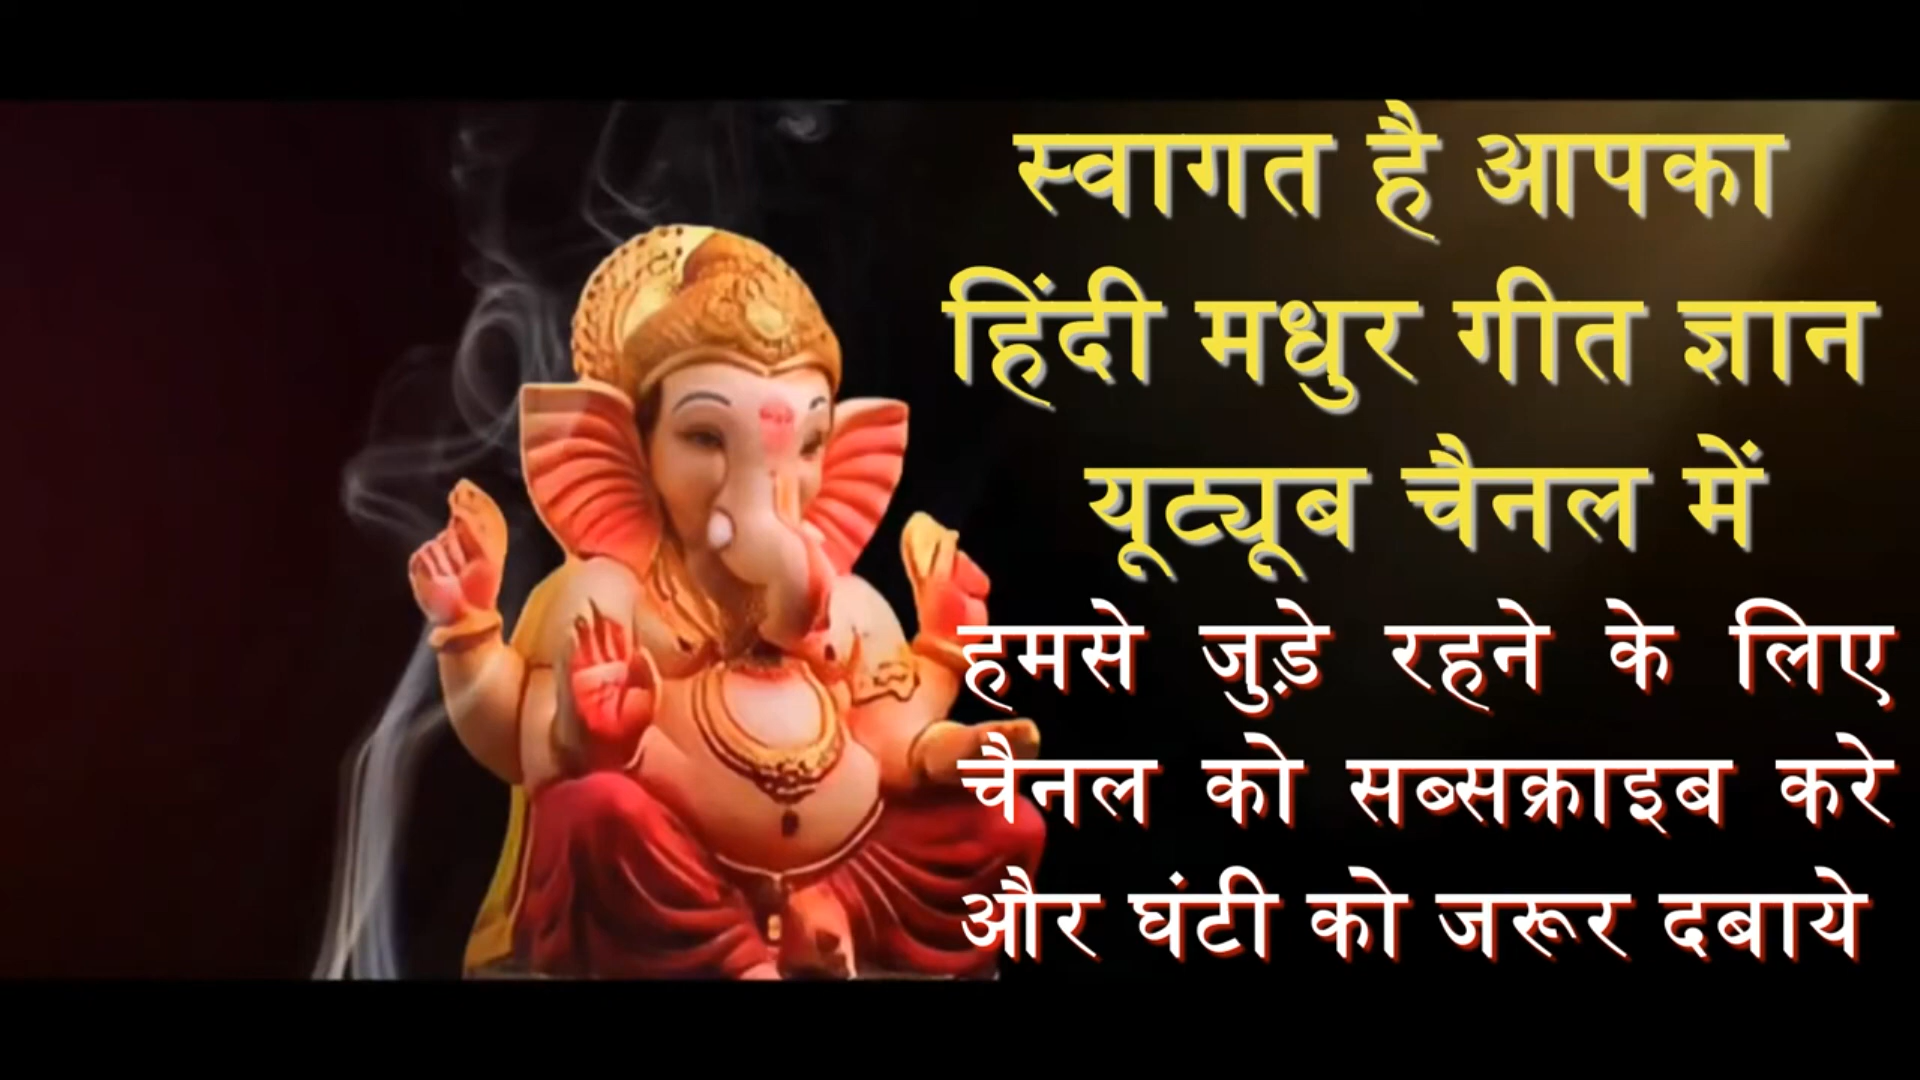 स्वागत है आपका
हिंदी मधुर गीत ज्ञान
यूट्यूब चैनल में
हमसे जुड़े रहने के लिए
चैनल को सब्सक्राइब करे
और घंटी को जरूर दबाये